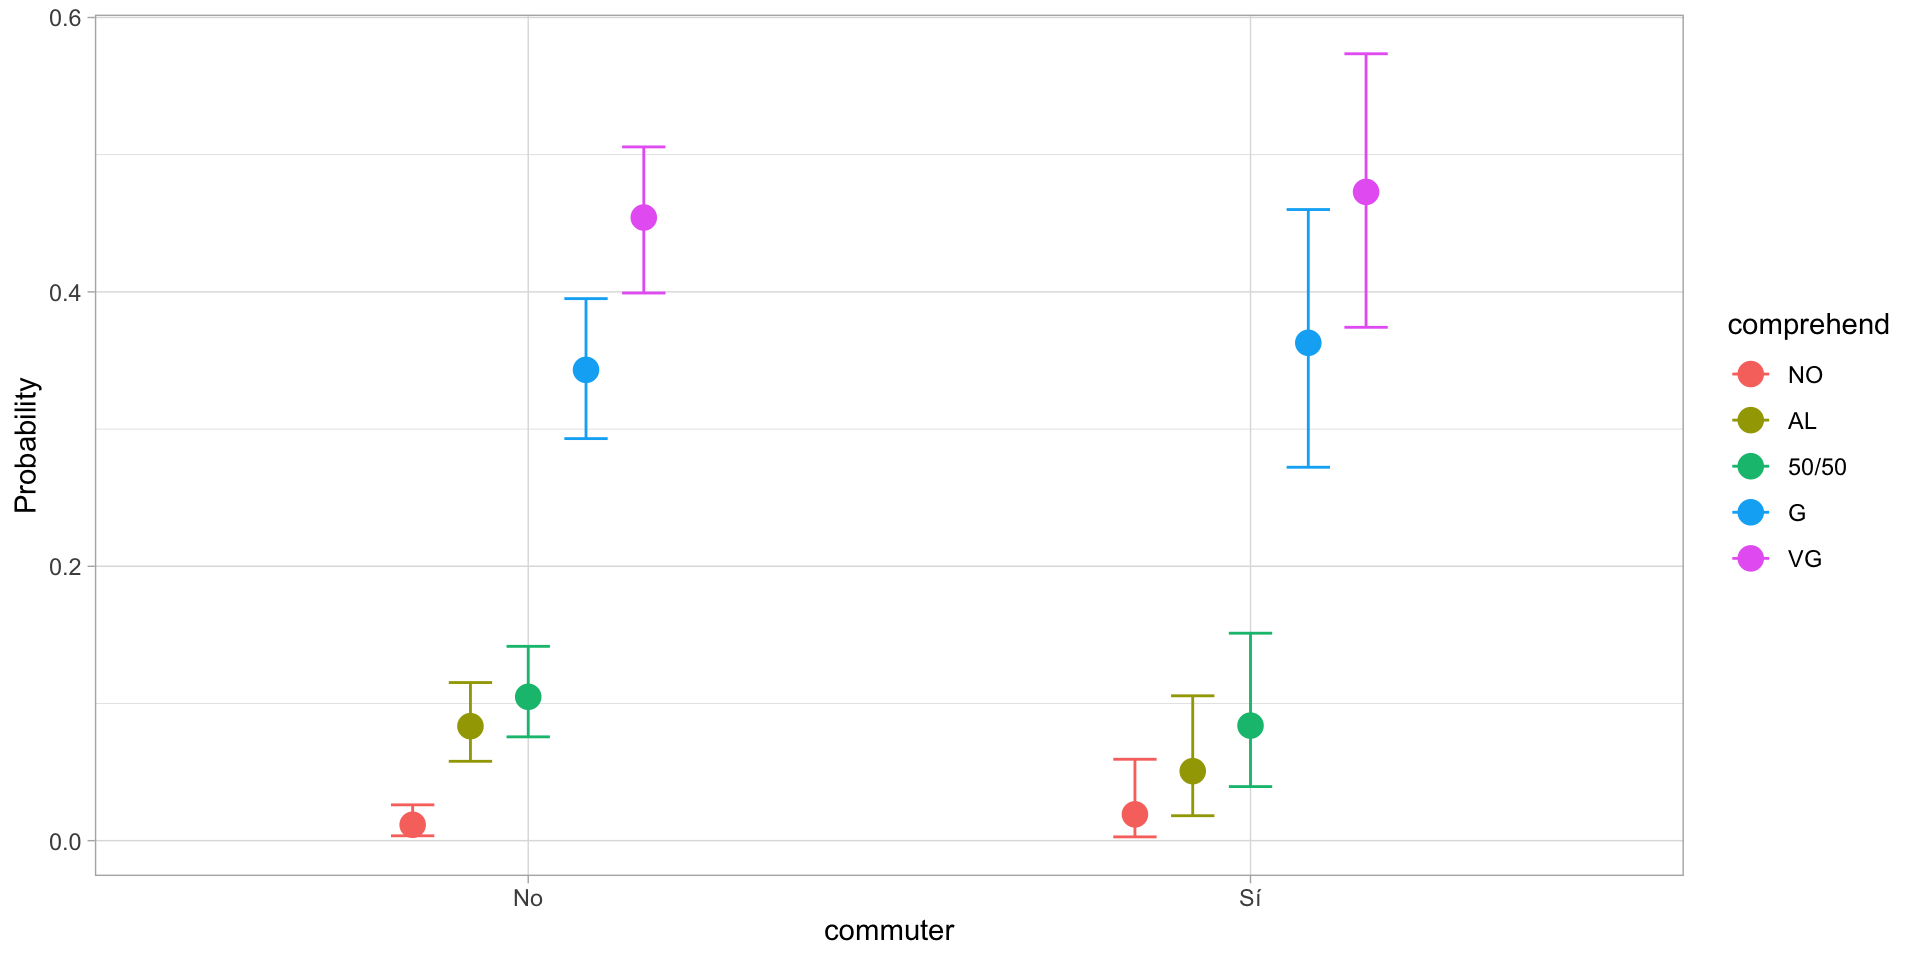 0.6
0.4
0.2
0.0
Probability
No
Sí
commuter
comprehend
NO
AL
50/50
G
VG